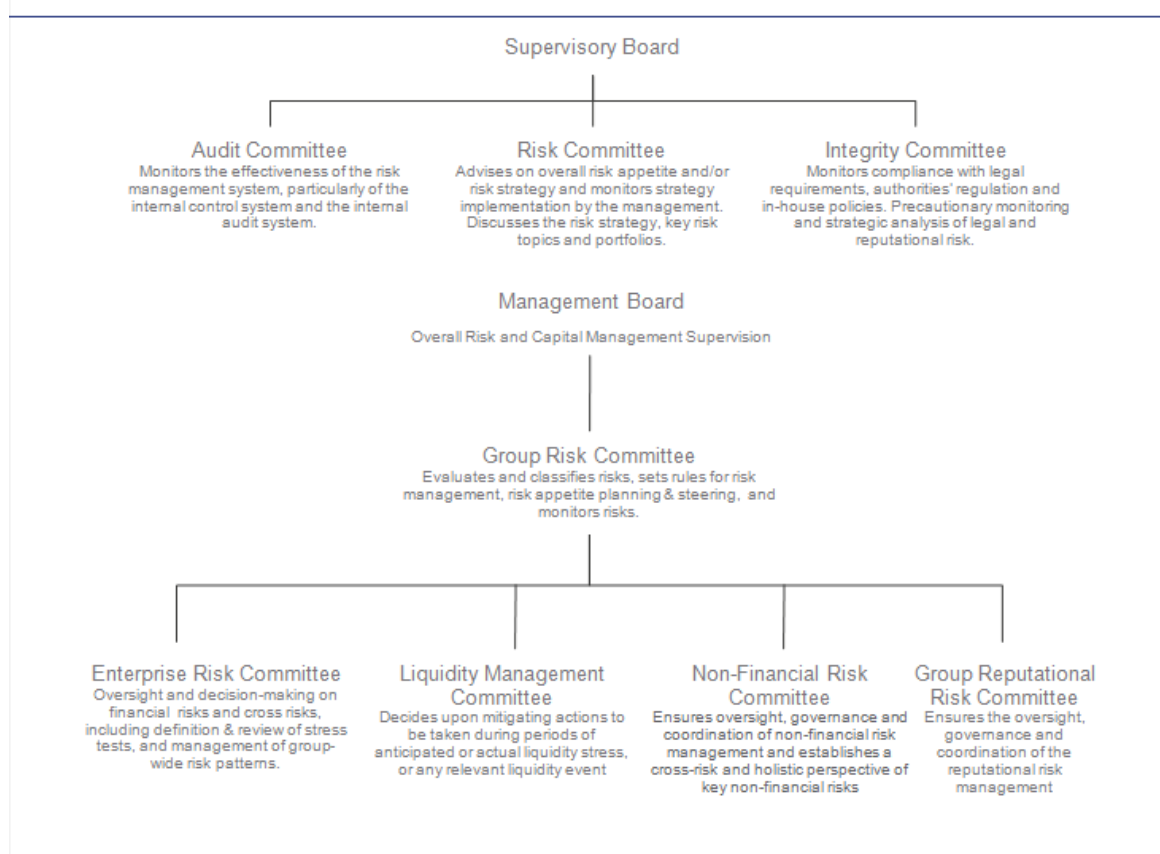 Supervisory Board
Audit Committee
Monitors the effectiveness of the risk
management system, particularly of the
internal control system and the internal
audit system.
Risk Committee
Advises on overall risk appetite and/or
risk strategy and monitors strategy
implementation by the management.
Discusses the risk strategy, key risk
topics and portfolios.
Integrity Committee
Monitors compliance with legal
requirements, authorities' regulation and
in-house policies. Precautionary monitoring
and strategic analysis of legal and
reputational risk.
Management Board
Overall Risk and Capital Management Supervision
Group Risk Committee
Evaluates and classifies risks, sets rules for risk
management, risk appetite planning & steering, and
monitors risks.
Enterprise Risk Committee
Oversight and decision-making on
financial risks and cross risks,
including definition & review of stress
tests, and management of group-
wide risk patterns.
Liquidity Management
Committee
Decides upon mitigating actions to
be taken during periods of
anticipated or actual liquidity stress,
or any relevant liquidity event
Non-Financial Risk
Committee
Ensures oversight, governance and
coordination of non-financial risk
management and establishes a
cross-risk and holistic perspective of
key non-financial risks
Group Reputational
Risk Committee
Ensures the oversight,
governance and
coordination of the
reputational risk
management